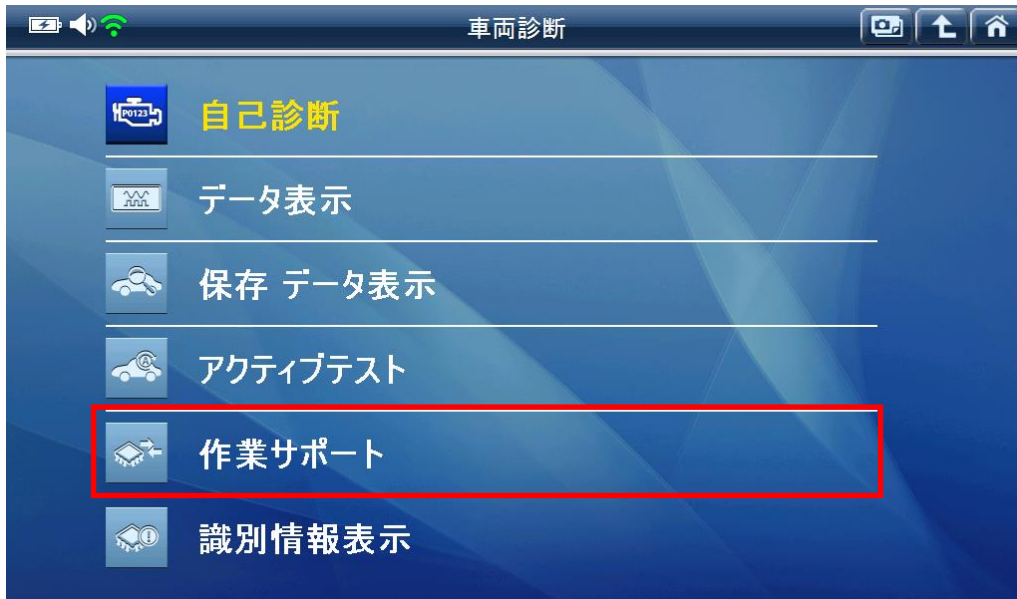 車両診断
P0123
自己診断
データ表示
保存 データ表示
アクティブテスト
作業サポート
識別情報表示